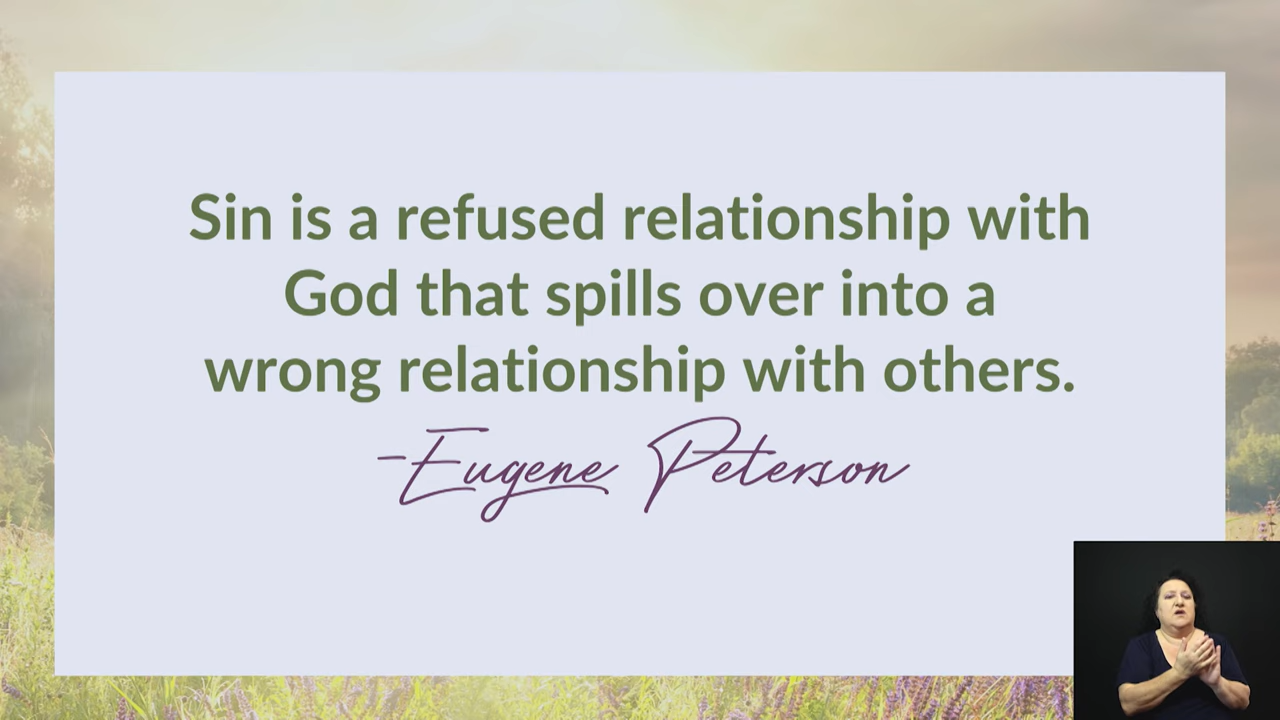 Sin is a refused relationship with
God that spills over into a
wrong relationship with others.
-Eugene Peterson